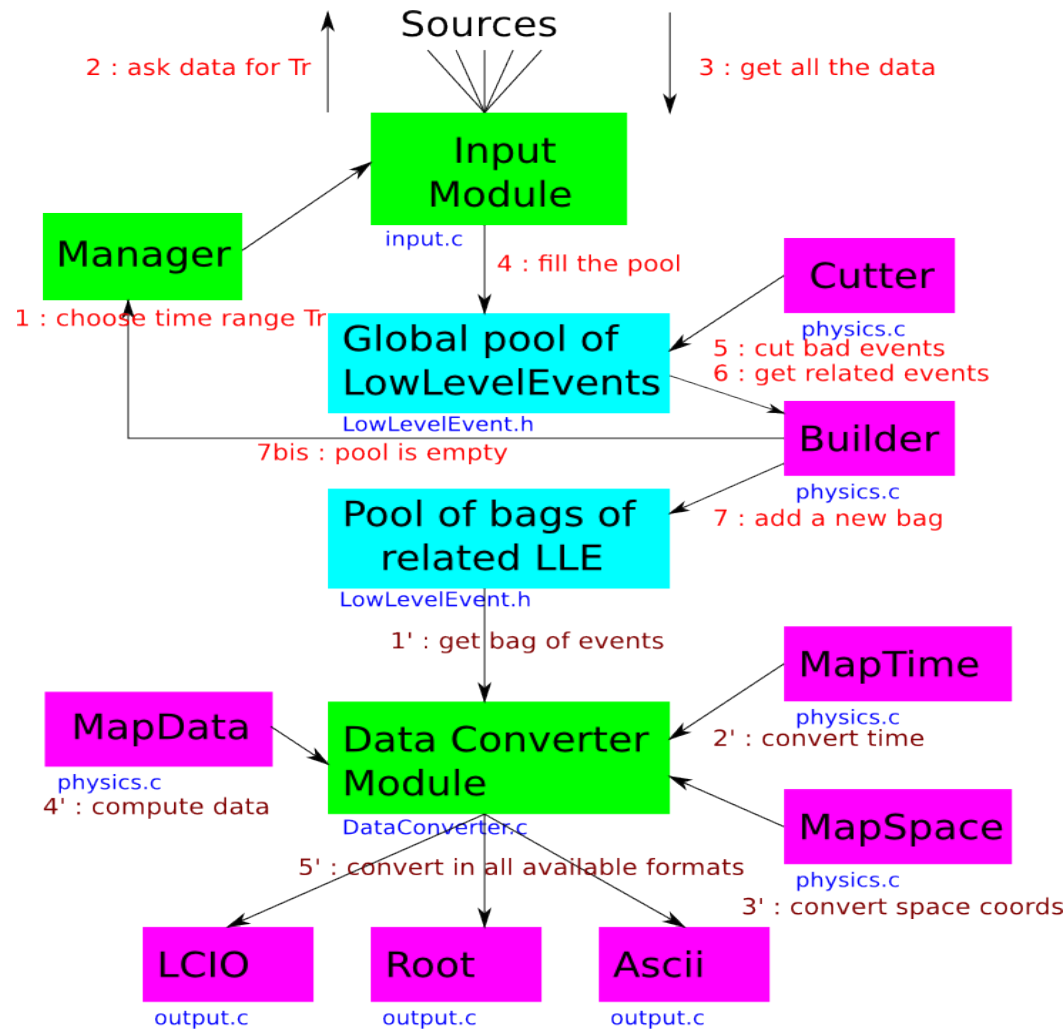 Sources
2 : ask data for Tr
3 : get all the data
Input
Module
input.c
Manager
1 : choose time range Tr
4 : fill the pool
Cutter
physics.c
5 : cut bad events
6 : get related events
Global pool of
LowLevelEvents
LowLevelEvent.h
Builder
physics.c
7bis : pool is empty
7 : add a new bag
Pool of bags of
related LLE
LowLevelEvent.h
1' : get bag of events
MapTime
physics.c
2' : convert time
MapData
physics.c
4' : compute data
Data Converter
Module
DataConverter.c
MapSpace
physics.c
3' : convert space coords
5' : convert in all available formats
LCIO
output.c
Root
output.c
Ascii
output.c